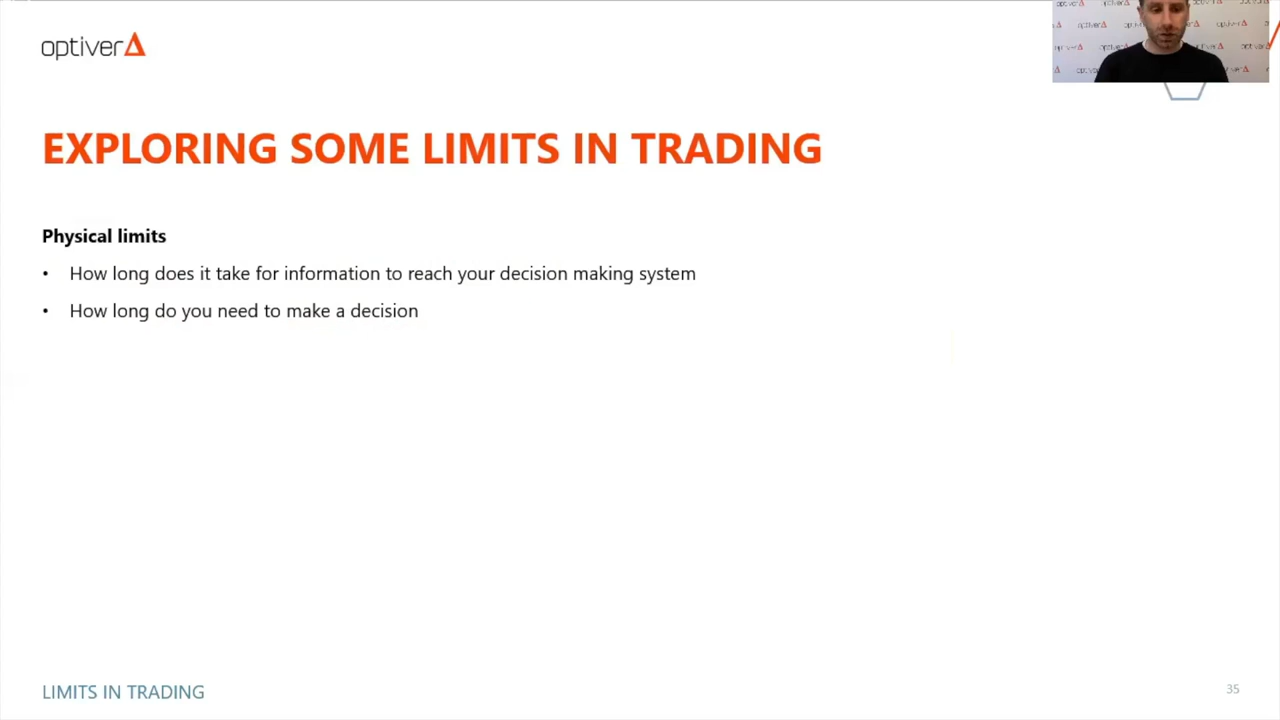 optiver
EXPLORING SOME LIMITS IN TRADING
Physical limits
• How long does it take for information to reach your decision making system
• How long do you need to make a decision
LIMITS IN TRADING
35